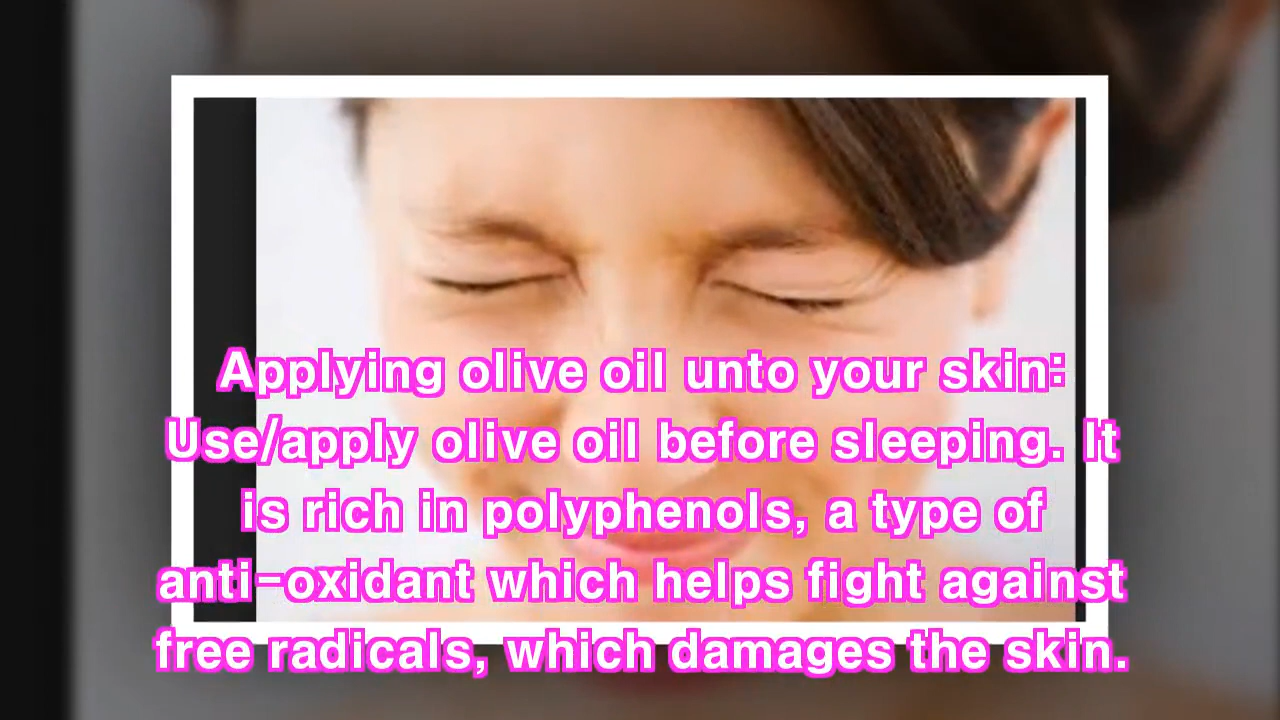 Applying olive oil unto your skin:
Use/apply olive oil before sleeping. It
is rich in polyphenols, a type of
anti-oxidant which helps fight against
free radicals, which damages the skin.